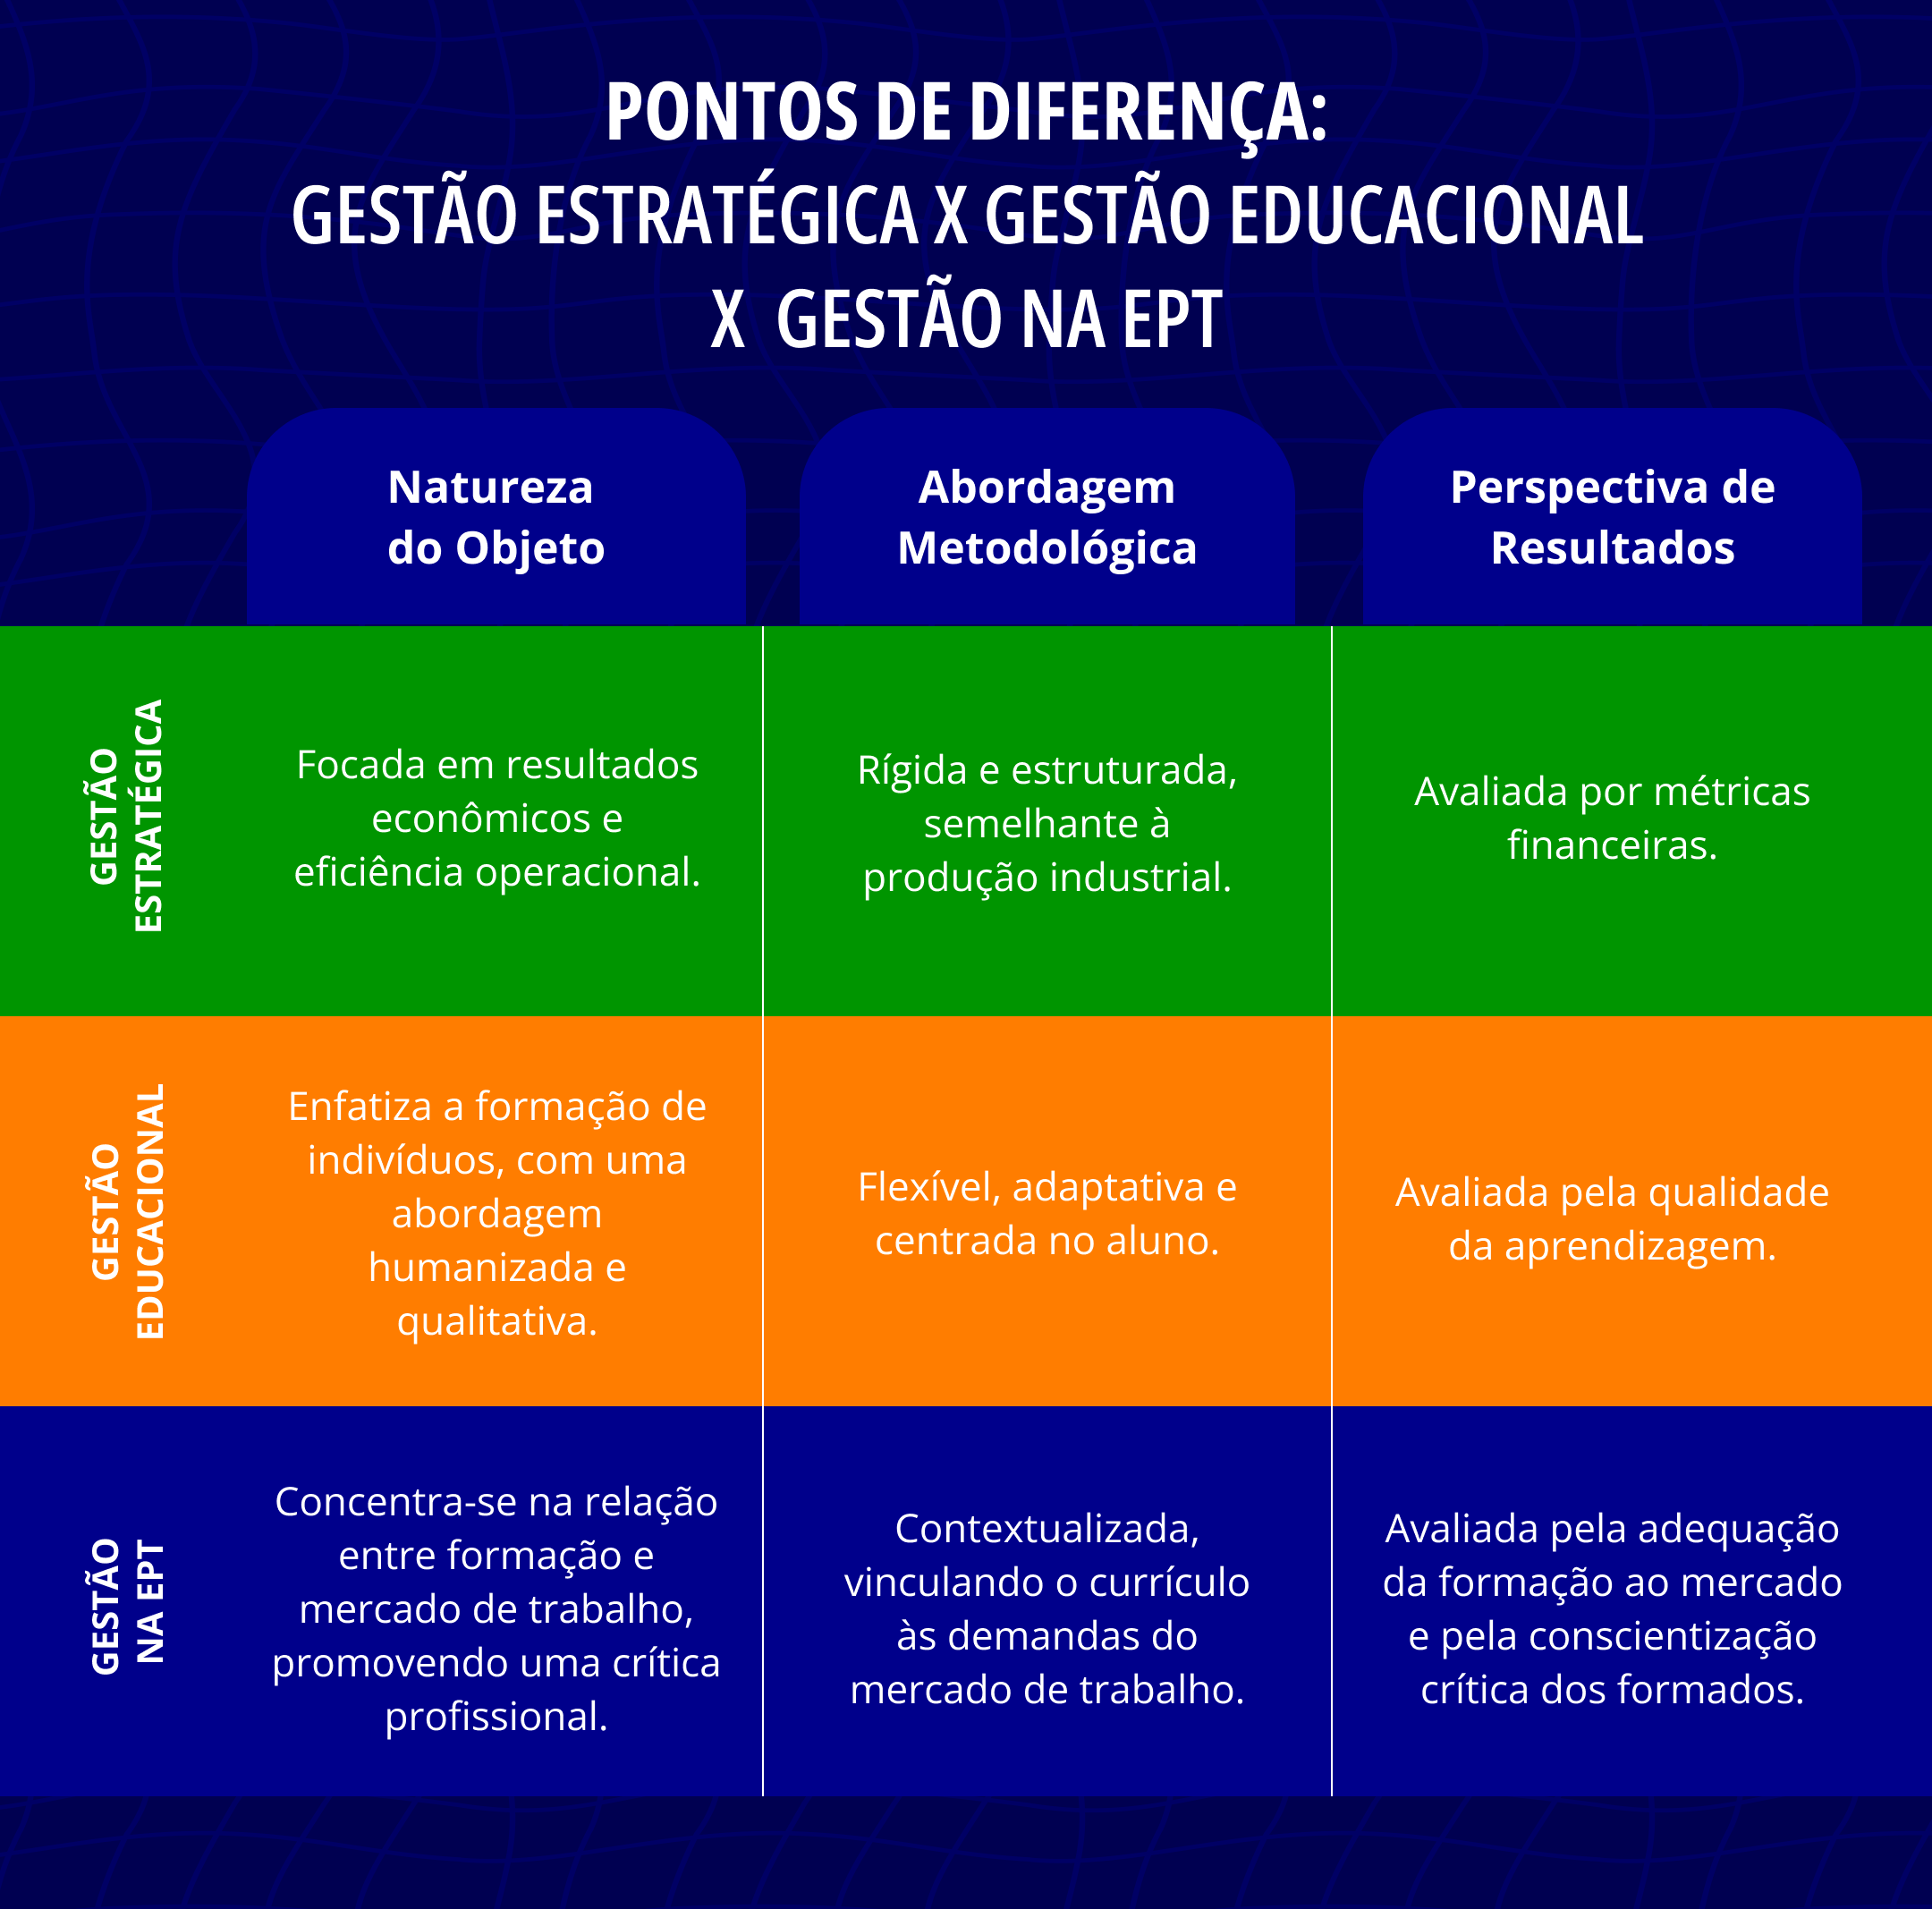 PONTOS DE DIFERENÇA:
GESTÃO ESTRATÉGICA X GESTÃO EDUCACIONAL
X GESTÃO NA EPT
Natureza
do Objeto
Abordagem
Metodológica
Perspectiva de
Resultados
GESTÃO
ESTRATÉGICA
Focada em resultados
econômicos e
eficiência operacional.
Rígida e estruturada,
semelhante à
produção industrial.
Avaliada por métricas
financeiras.
GESTÃO
EDUCACIONAL
Enfatiza a formação de
indivíduos, com uma
abordagem
humanizada e
qualitativa.
Flexível, adaptativa e
centrada no aluno.
Avaliada pela qualidade
da aprendizagem.
GESTÃO
NA EPT
Concentra-se na relação
entre formação e
mercado de trabalho,
promovendo uma crítica
profissional.
Contextualizada,
vinculando o currículo
às demandas do
mercado de trabalho.
Avaliada pela adequação
da formação ao mercado
e pela conscientização
crítica dos formados.